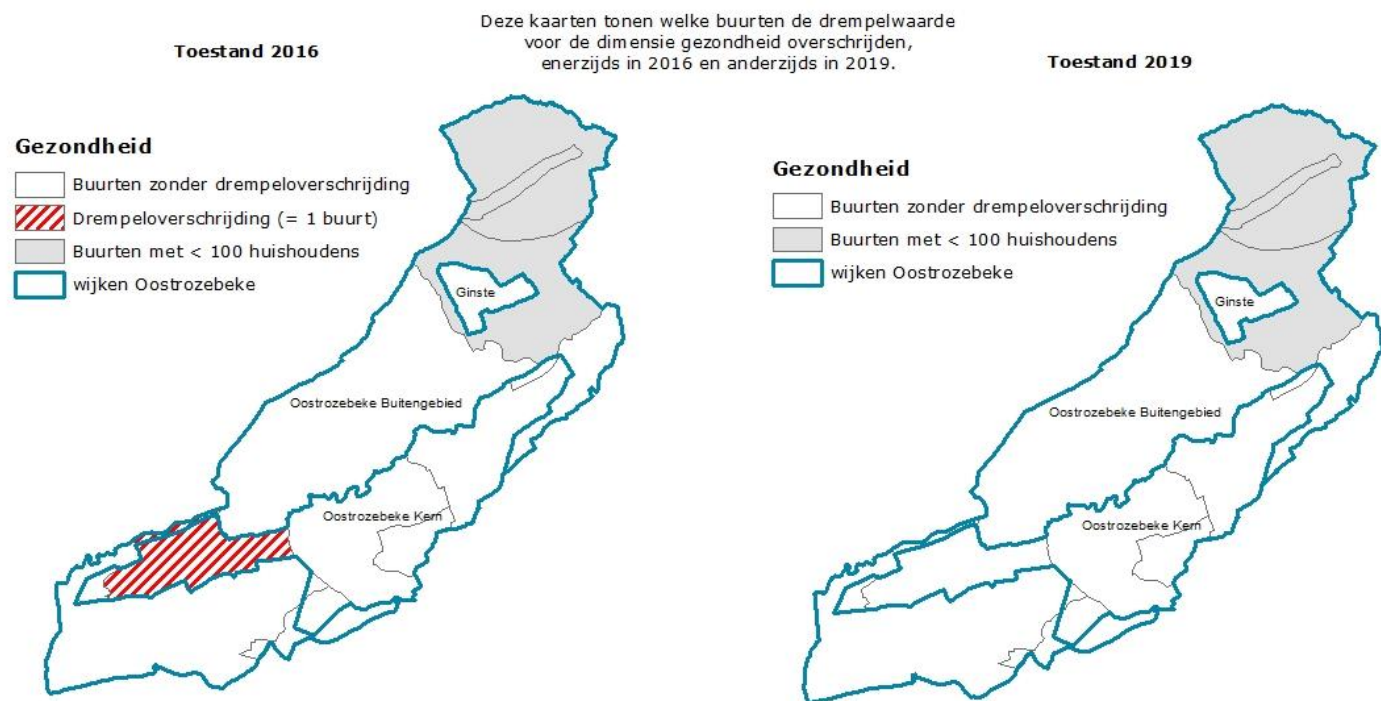 Deze kaarten tonen welke buurten de drempelwaarde
voor de dimensie gezondheid overschrijden,
enerzijds in 2016 en anderzijds in 2019.
Toestand 2016
Gezondheid
Buurten zonder drempeloverschrijding
Drempeloverschrijding (= 1 buurt)
Buurten met < 100 huishoudens
wijken Oostrozebeke
Ginste
Oostrozebeke Buitengebied
Oostrozebeke Kern
Toestand 2019
Gezondheid
Buurten zonder drempeloverschrijding
Buurten met < 100 huishoudens
wijken Oostrozebeke
Ginste
Oostrozebeke Buitengebied
Oostrozebeke Kern